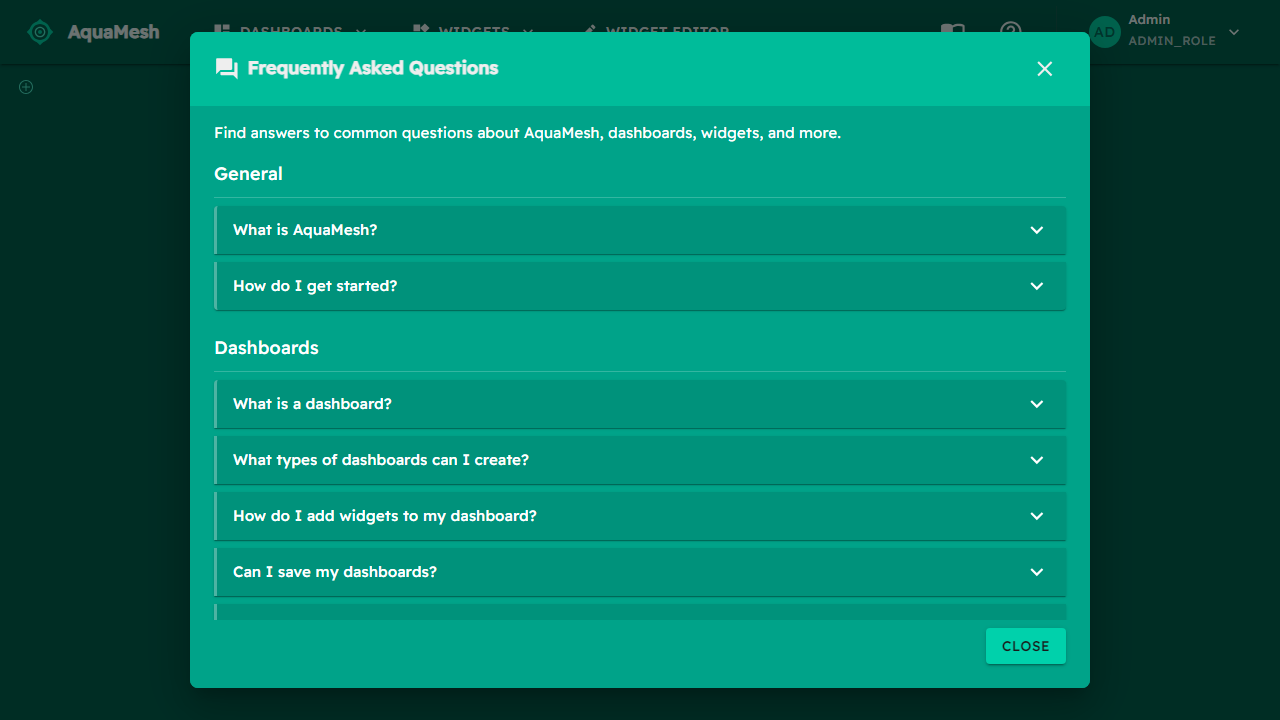 AquaMesh
DASHBOARDS
WIDGETS
WIDGET EDITOR
AD
Admin
ADMIN_ROLE
Frequently Asked Questions
Find answers to common questions about AquaMesh, dashboards, widgets, and more.
General
What is AquaMesh?
How do I get started?
Dashboards
What is a dashboard?
What types of dashboards can I create?
How do I add widgets to my dashboard?
Can I save my dashboards?
CLOSE